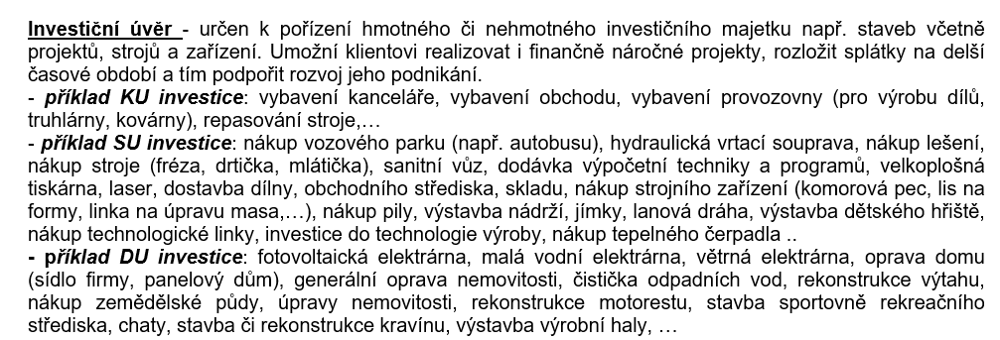 Investiční úvěr - určen k pořízení hmotného či nehmotného investičního majetku např. staveb včetně
projektů, strojů a zařízení. Umožní klientovi realizovat i finančně náročné projekty, rozložit splátky na delší
časové období a tím podpořit rozvoj jeho podnikání.
- příklad KU investice: vybavení kanceláře, vybavení obchodu, vybavení provozovny (pro výrobu dílů,
truhlárny, kovárny), repasování stroje,…
- příklad SU investice: nákup vozového parku (např. autobusu), hydraulická vrtací souprava, nákup lešení,
nákup stroje (fréza, drtička, mlátička), sanitní vůz, dodávka výpočetní techniky a programů, velkoplošná
tiskárna, laser, dostavba dílny, obchodního střediska, skladu, nákup strojního zařízení (komorová pec, lis na
formy, linka na úpravu masa,…), nákup pily, výstavba nádrží, jímky, lanová dráha, výstavba dětského hřiště,
nákup technologické linky, investice do technologie výroby, nákup tepelného čerpadla ..
- příklad DU investice: fotovoltaická elektrárna, malá vodní elektrárna, větrná elektrárna, oprava domu
(sídlo firmy, panelový dům), generální oprava nemovitosti, čistička odpadních vod, rekonstrukce výtahu,
nákup zemědělské půdy, úpravy nemovitosti, rekonstrukce motorestu, stavba sportovně rekreačního
střediska, chaty, stavba či rekonstrukce kravínu, výstavba výrobní haly, …